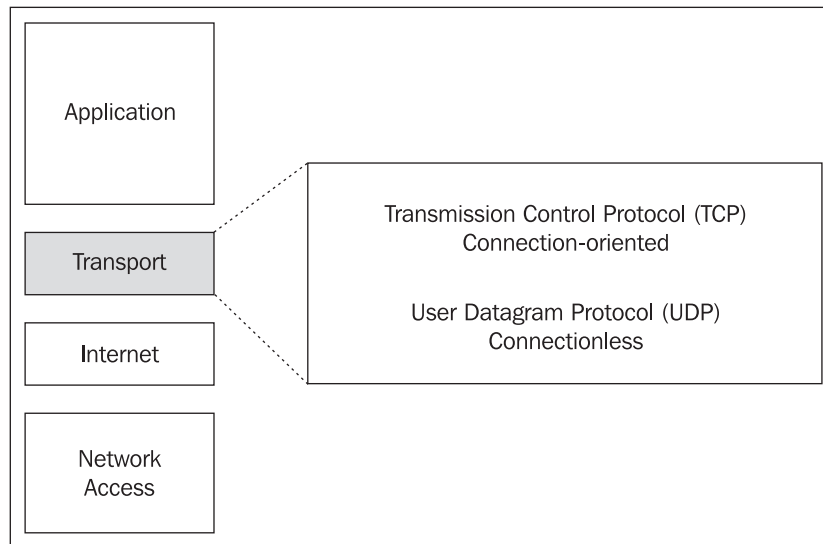 Application
Transport
Internet
Network
Access
Transmission Control Protocol (TCP)
Connection-oriented
User Datagram Protocol (UDP)
Connectionless